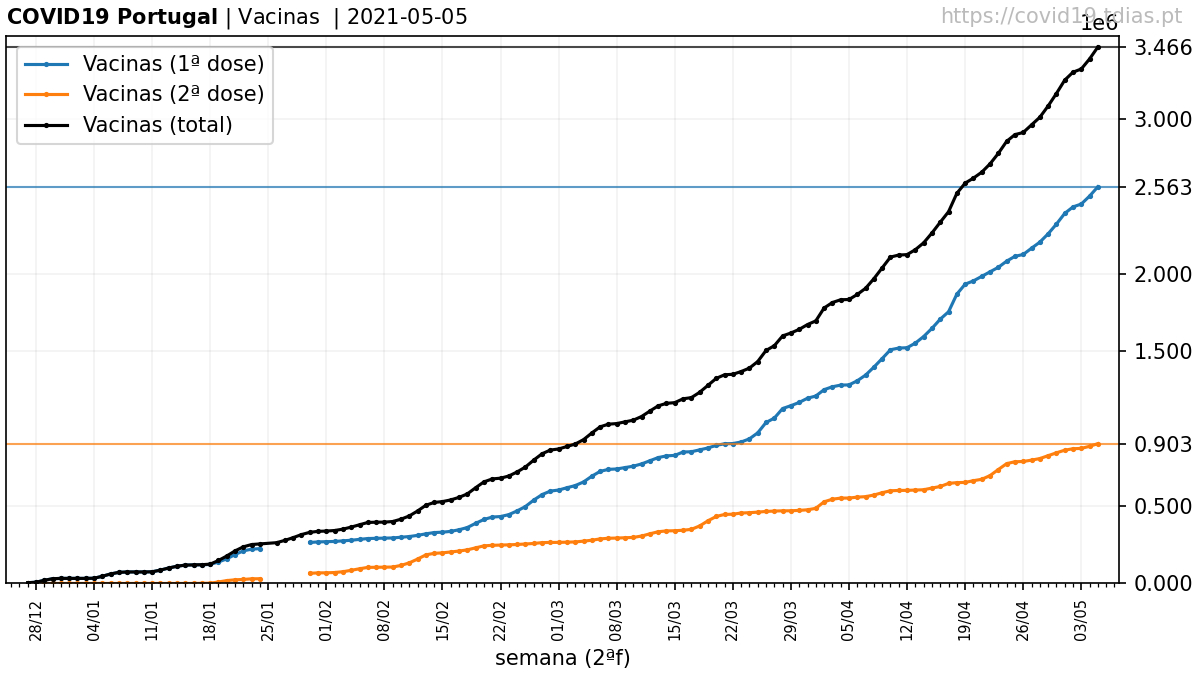 COVID19 Portugal | Vacinas | 2021-05-05
https://covid19.tdias.pt
1e6
Vacinas (1ª dose)
Vacinas (2ª dose)
Vacinas (total)
3.466
3.000
2.563
2.000
1.500
0.903
0.500
0.000
28/12 04/01 11/01 18/01 25/01 01/02 08/02 15/02 22/02 01/03 08/03 15/03 22/03 29/03 05/04 12/04 19/04 26/04 03/05
semana (2ªf)